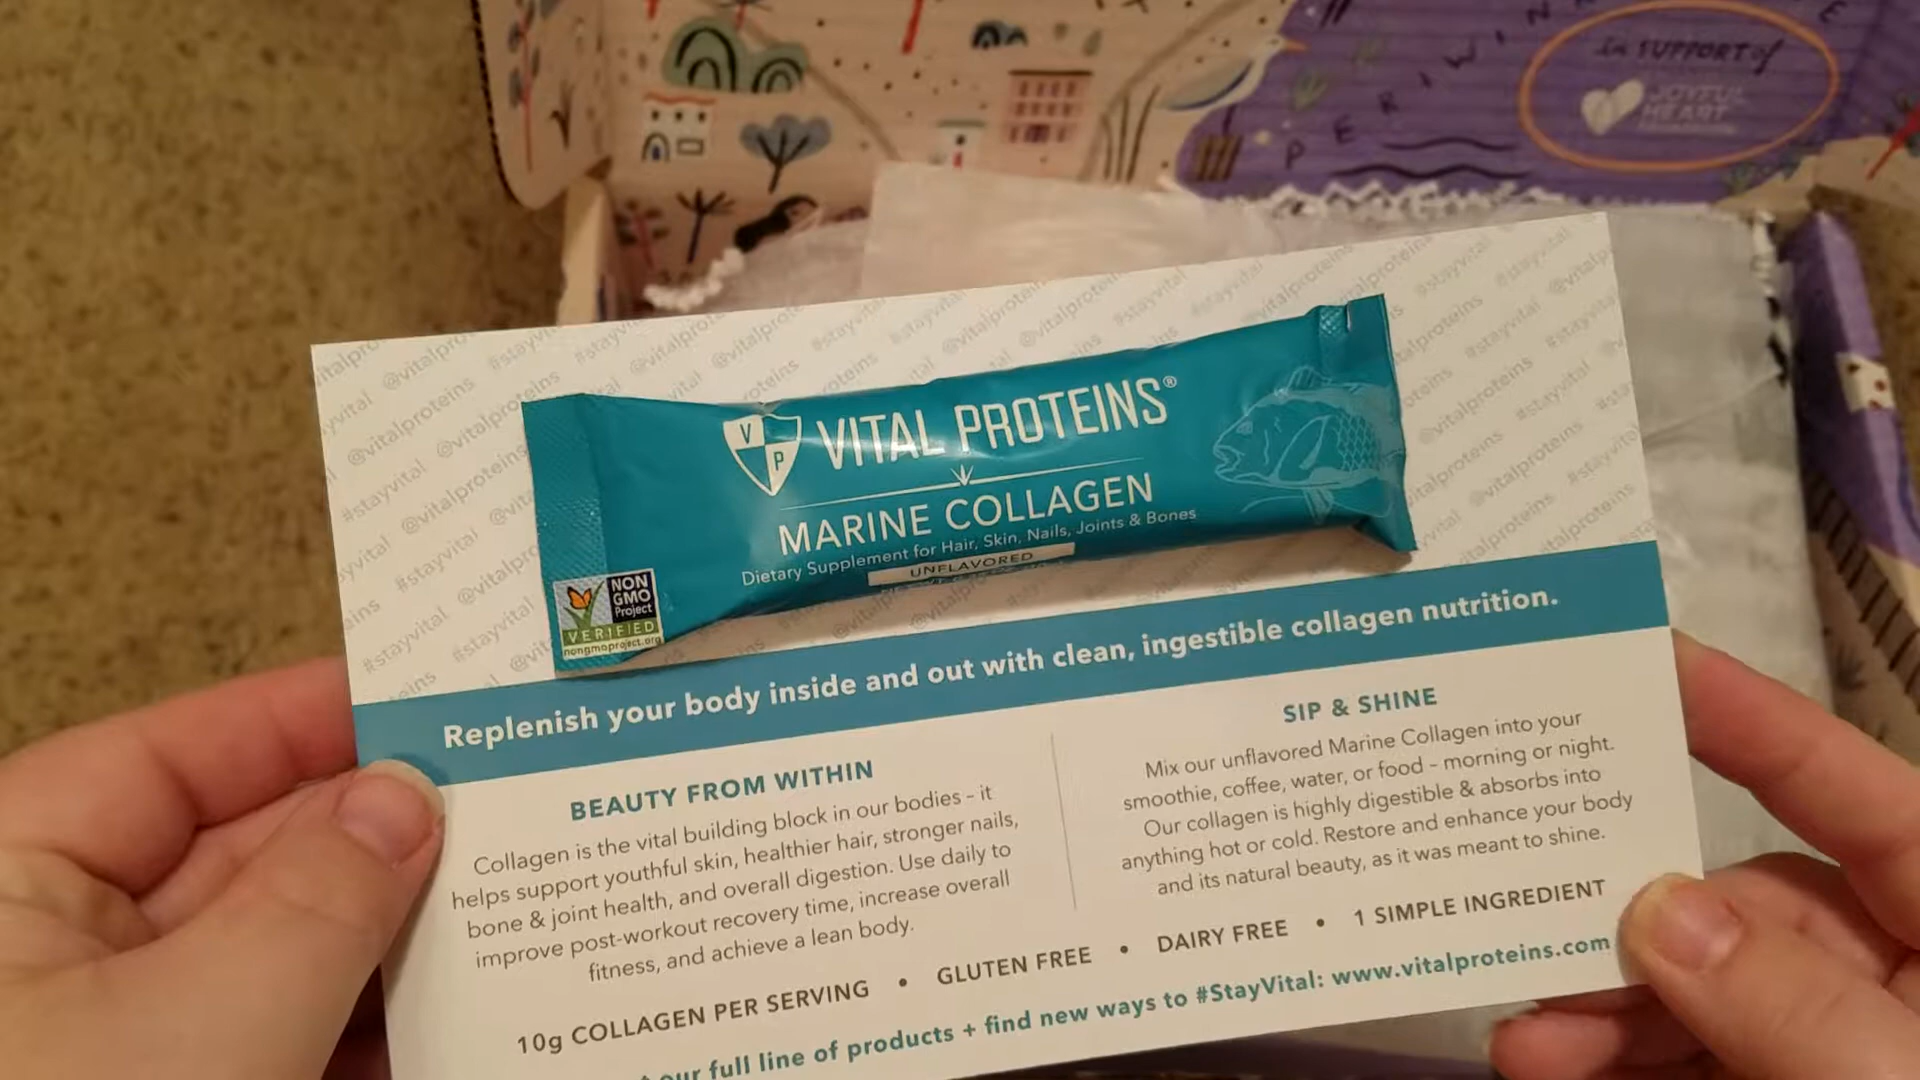 in SUPPORT of
JOYFUL
HEART
PERIWIN
V
P
VITAL PROTEINS®
MARINE COLLAGEN
Dietary Supplement for Hair, Skin, Nails, Joints & Bones
UNFLAVORED
NON
GMO
Project
VERIFIED
nongmoproject.org
@vitalproteins
#stayvital
Replenish your body inside and out with clean, ingestible collagen nutrition.
BEAUTY FROM WITHIN
Collagen is the vital building block in our bodies - it
helps support youthful skin, healthier hair, stronger nails,
bone & joint health, and overall digestion. Use daily to
improve post-workout recovery time, increase overall
fitness, and achieve a lean body.
SIP & SHINE
Mix our unflavored Marine Collagen into your
smoothie, coffee, water, or food - morning or night.
Our collagen is highly digestible & absorbs into
anything hot or cold. Restore and enhance your body
and its natural beauty, as it was meant to shine.
10g COLLAGEN PER SERVING • GLUTEN FREE • DAIRY FREE • 1 SIMPLE INGREDIENT
our full line of products + find new ways to #StayVital: www.vitalproteins.com